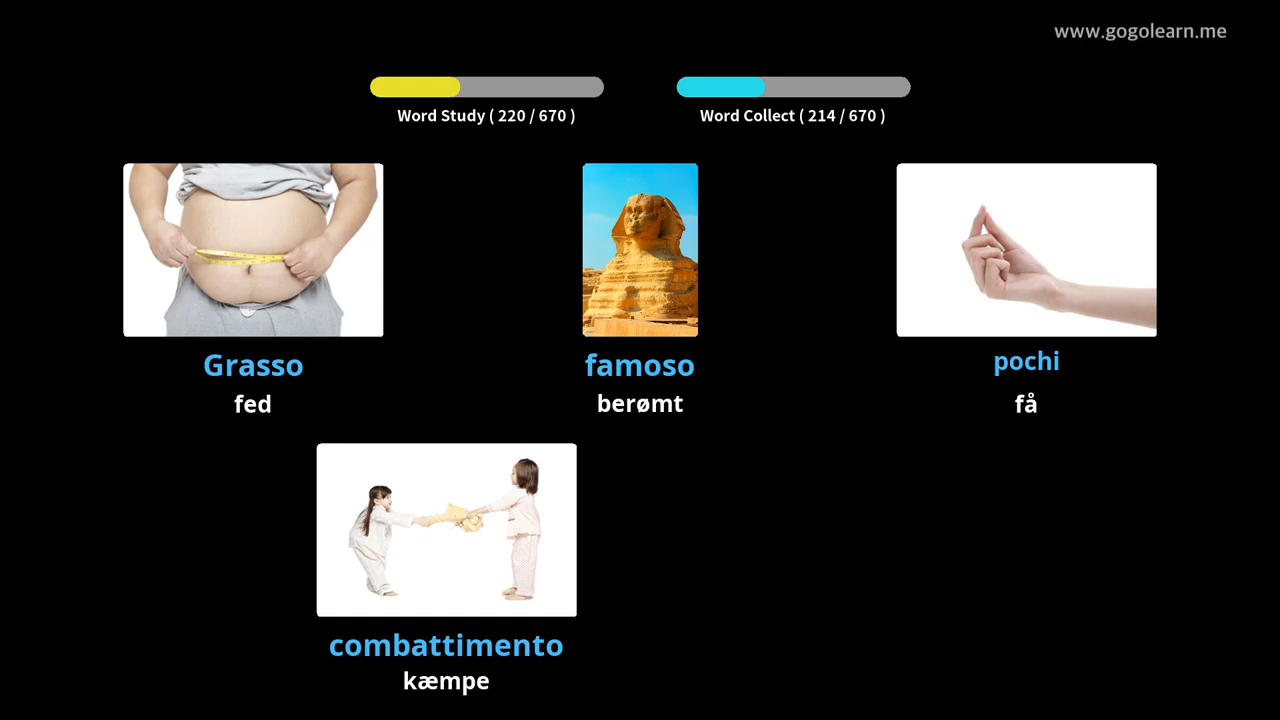 www.gogolearn.me
Word Study ( 220 / 670 )
Word Collect ( 214 / 670 )
Grasso
famoso
pochi
fed
berømt
få
combattimento
kæmpe